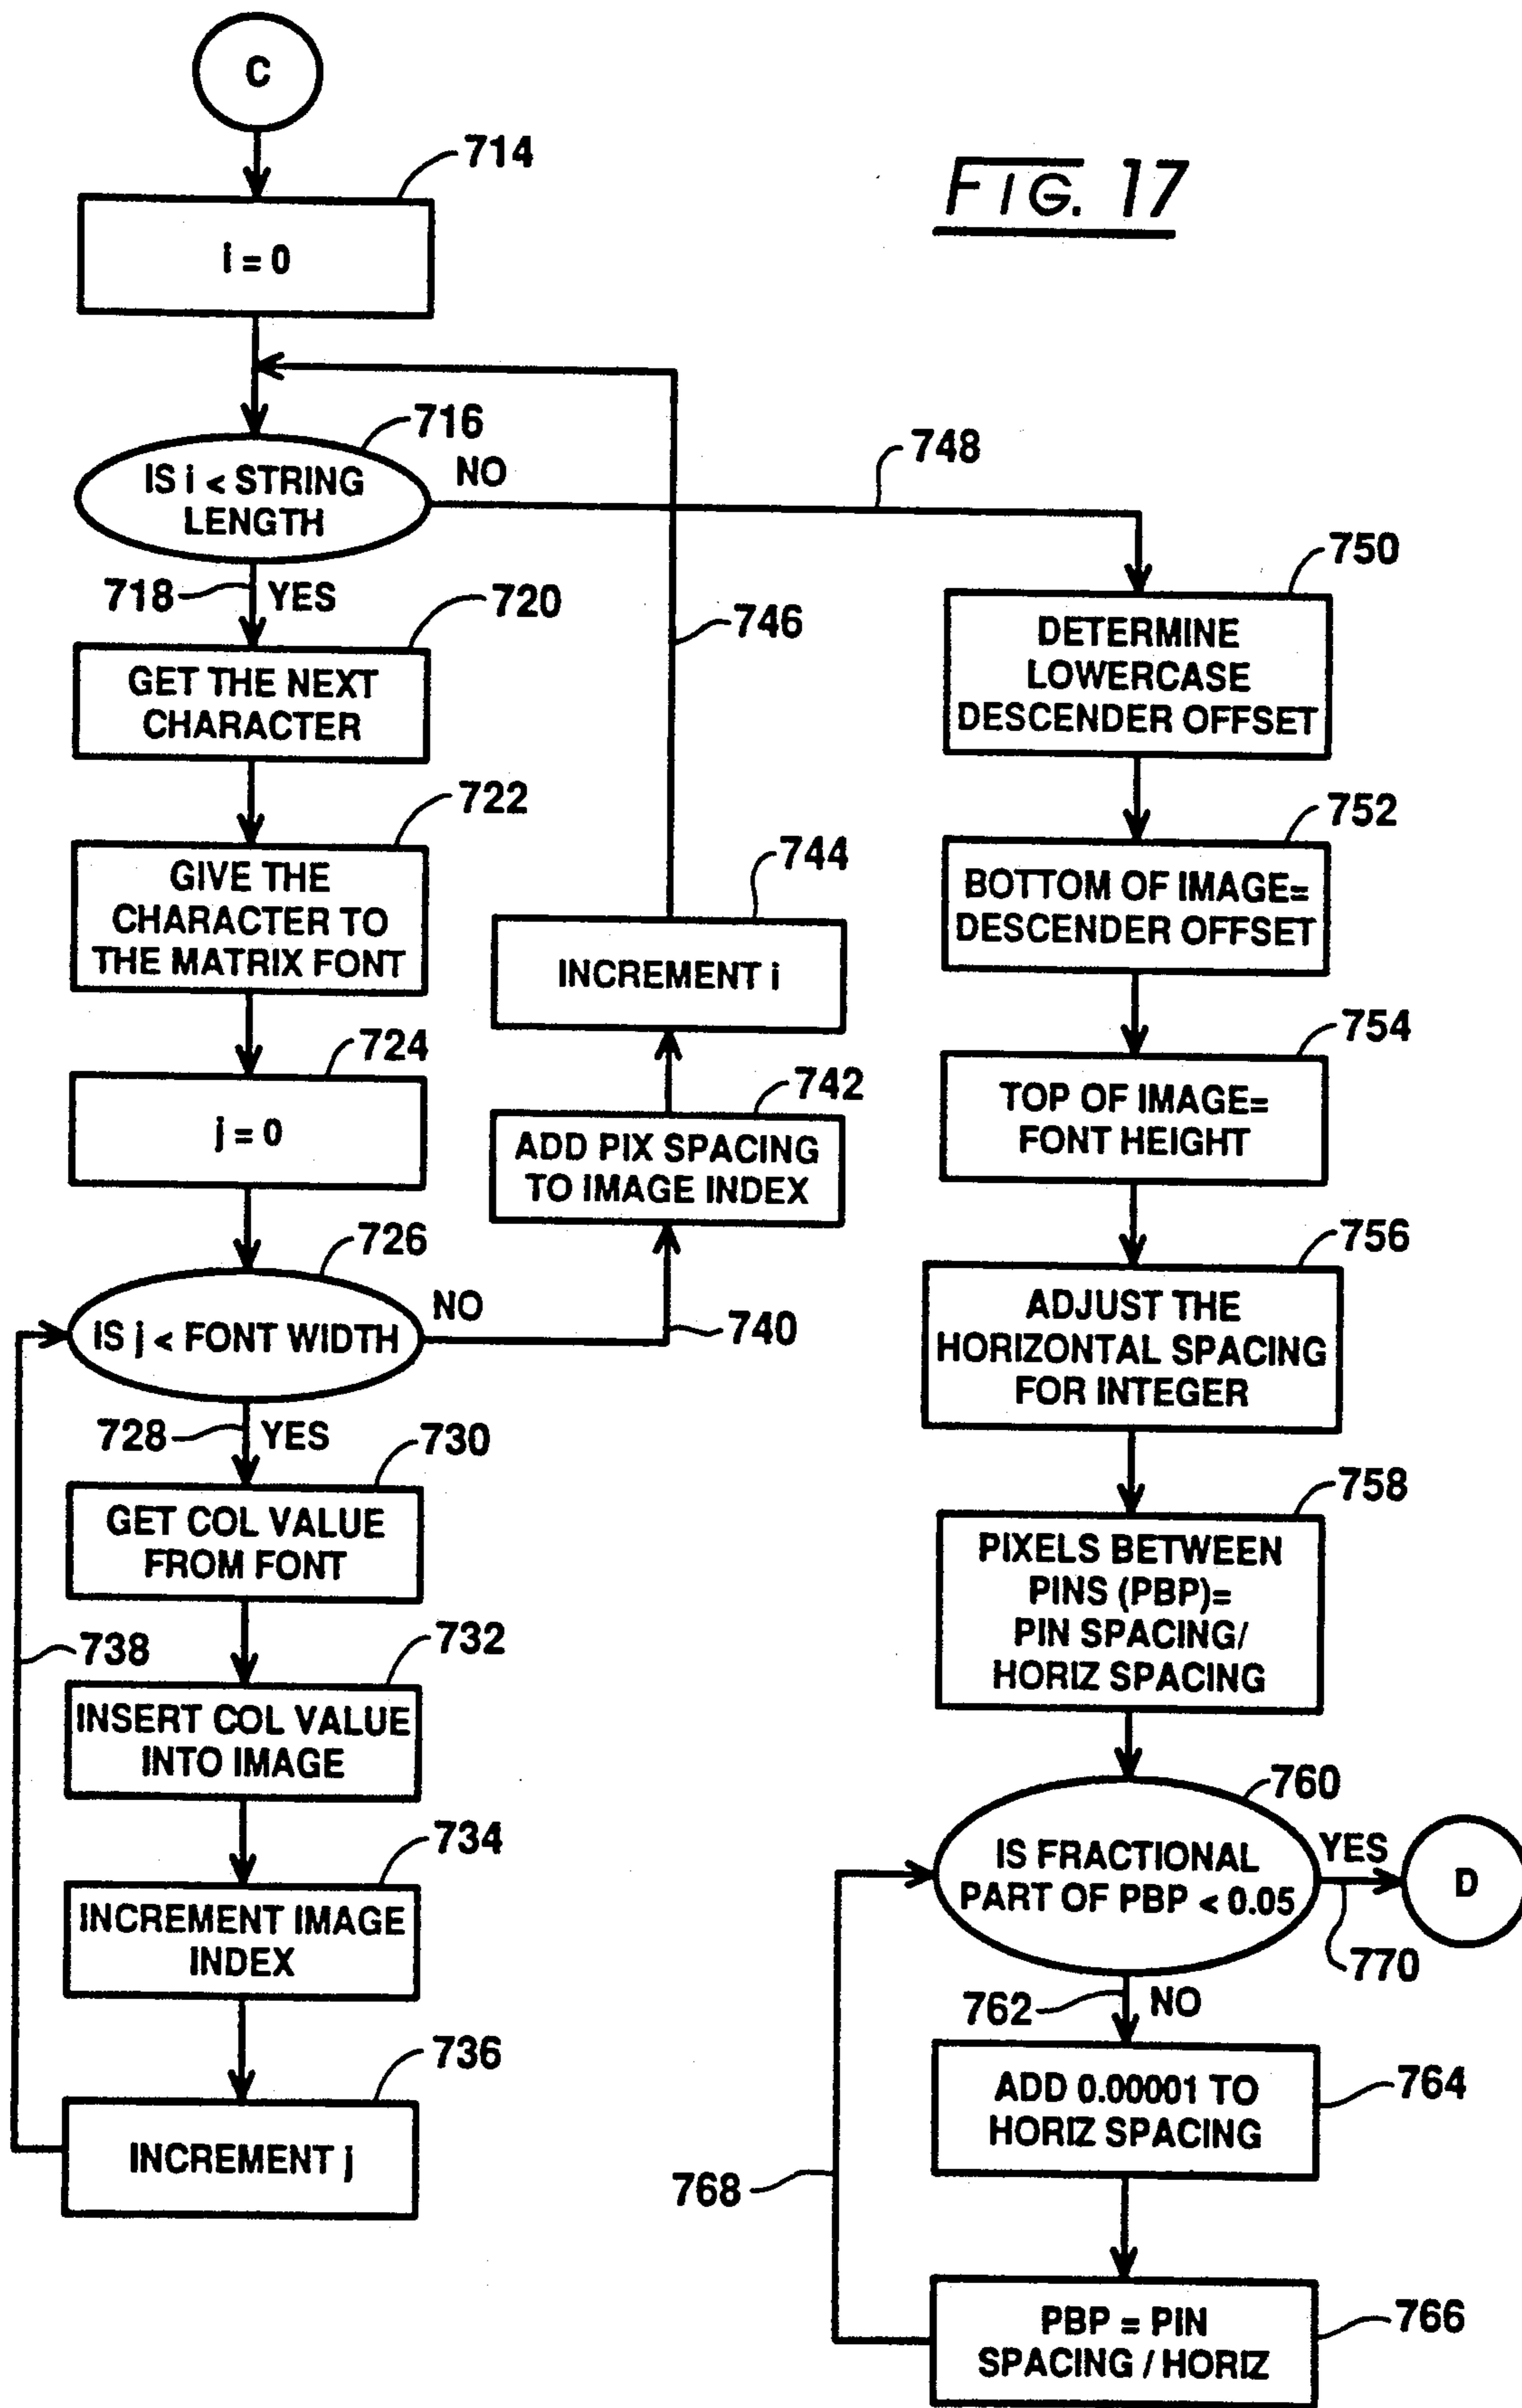 C
714
FIG. 17
i = 0
716
IS i < STRING
LENGTH
NO
748
718
YES
720
GET THE NEXT
CHARACTER
722
GIVE THE
CHARACTER TO
THE MATRIX FONT
724
j = 0
726
IS j < FONT WIDTH
NO
740
728
YES
730
GET COL VALUE
FROM FONT
732
INSERT COL VALUE
INTO IMAGE
734
INCREMENT IMAGE
INDEX
736
INCREMENT j
738
742
ADD PIX SPACING
TO IMAGE INDEX
744
INCREMENT i
746
750
DETERMINE
LOWERCASE
DESCENDER OFFSET
752
BOTTOM OF IMAGE=
DESCENDER OFFSET
754
TOP OF IMAGE=
FONT HEIGHT
756
ADJUST THE
HORIZONTAL SPACING
FOR INTEGER
758
PIXELS BETWEEN
PINS (PBP)=
PIN SPACING/
HORIZ SPACING
760
IS FRACTIONAL
PART OF PBP < 0.05
YES
770
D
762
NO
764
ADD 0.00001 TO
HORIZ SPACING
768
766
PBP = PIN
SPACING / HORIZ